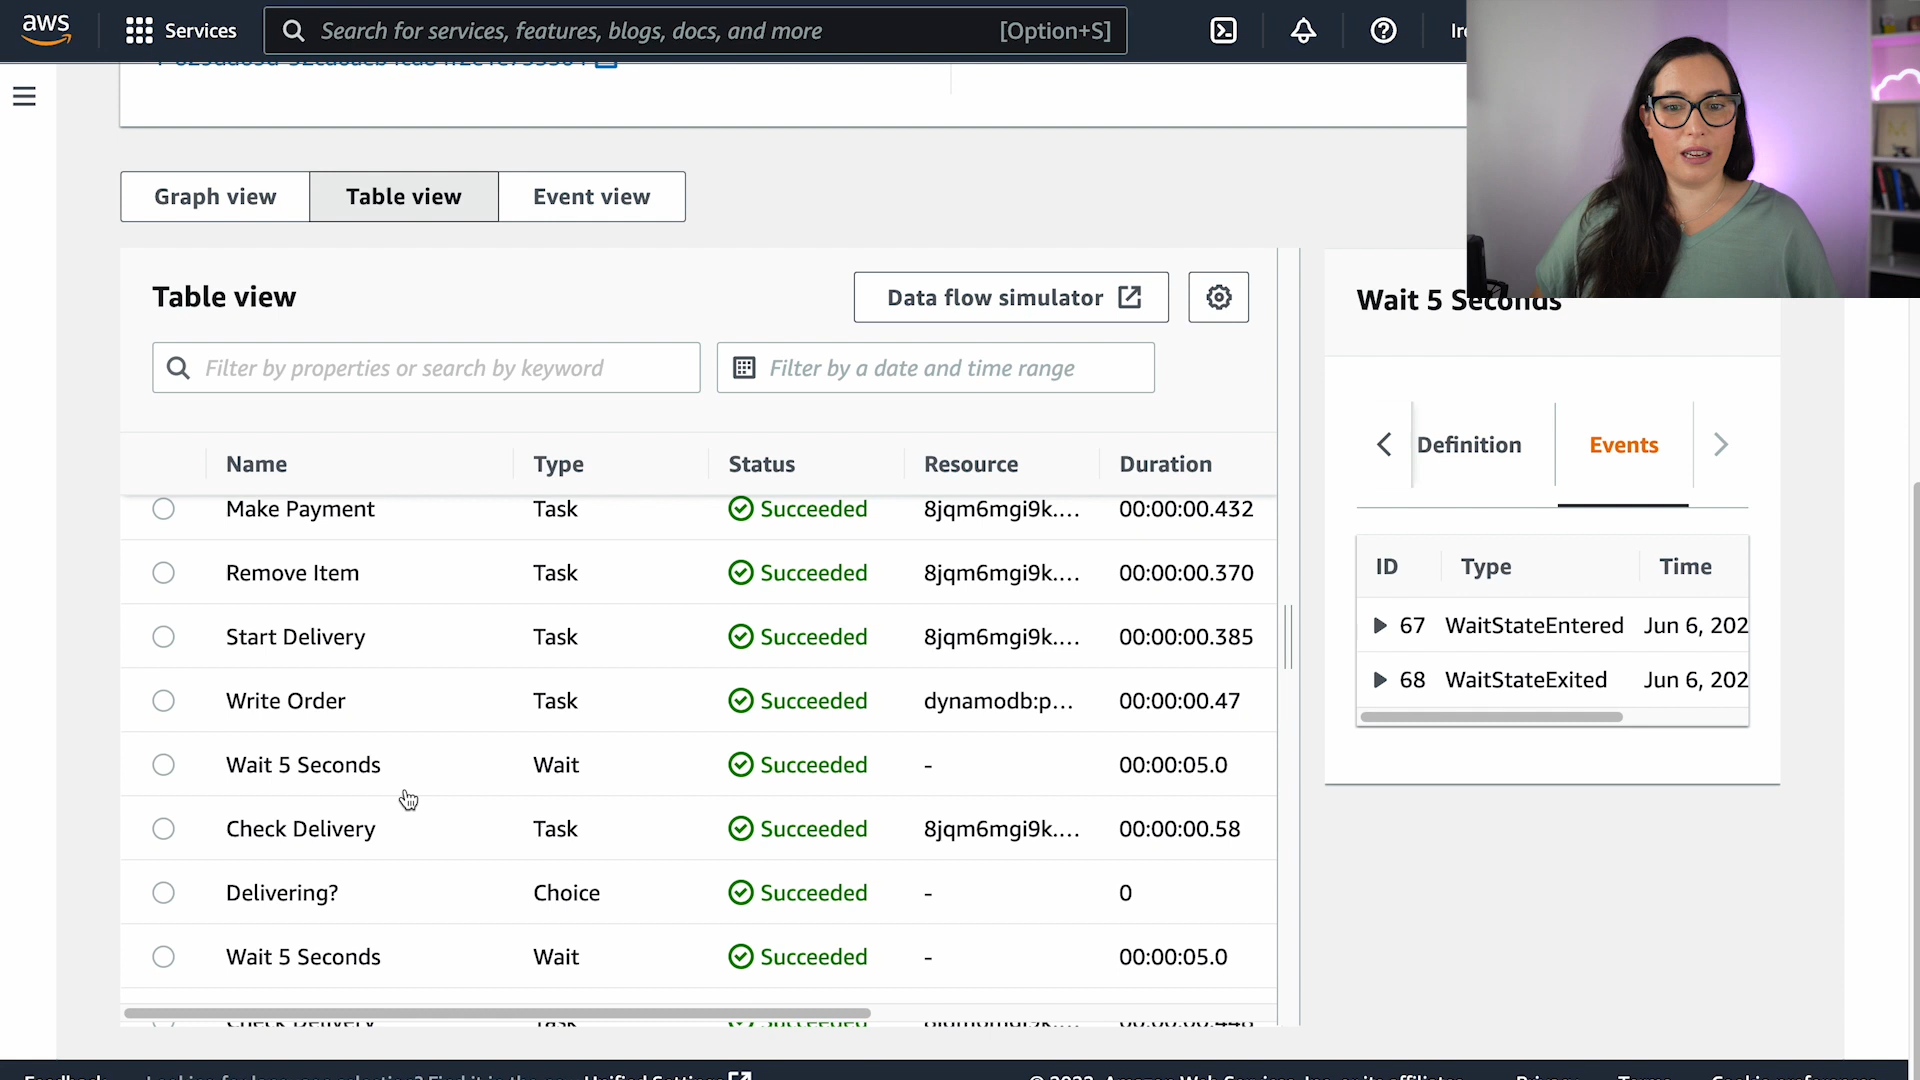 aws Services Search for services, features, blogs, docs, and more [Option+S]
Graph view Table view Event view
Table view Data flow simulator
Filter by properties or search by keyword Filter by a date and time range
Name Type Status Resource Duration
Make Payment Task Succeeded 8jqm6mgi9k.... 00:00:00.432
Remove Item Task Succeeded 8jqm6mgi9k.... 00:00:00.370
Start Delivery Task Succeeded 8jqm6mgi9k.... 00:00:00.385
Write Order Task Succeeded dynamodb:p... 00:00:00.47
Wait 5 Seconds Wait Succeeded - 00:00:05.0
Check Delivery Task Succeeded 8jqm6mgi9k.... 00:00:00.58
Delivering? Choice Succeeded - 0
Wait 5 Seconds Wait Succeeded - 00:00:05.0
Wait 5 Seconds
Definition Events
ID Type Time
67 WaitStateEntered Jun 6, 202
68 WaitStateExited Jun 6, 202